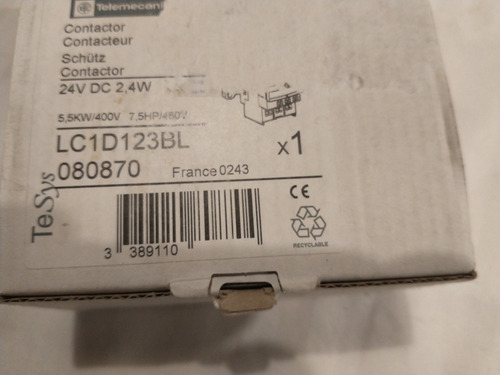 Telemecan
Contactor
Contacteur
Schütz
Contactor
24V DC 2,4W
5,5KW/400V 7,5HP/480V
LC1D123BL
x1
080870
France 0243
TeSys
CE
3 389110
RECYCLABLE